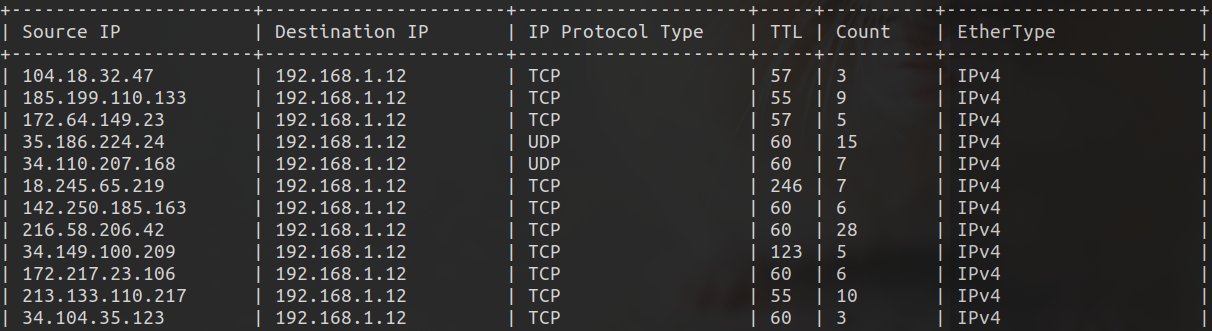 +----------------------+----------------------+---------------------+-----+----------+-----------------------+
| Source IP | Destination IP | IP Protocol Type | TTL | Count | EtherType |
+----------------------+----------------------+---------------------+-----+----------+-----------------------+
| 104.18.32.47 | 192.168.1.12 | TCP | 57 | 3 | IPv4 |
| 185.199.110.133 | 192.168.1.12 | TCP | 55 | 9 | IPv4 |
| 172.64.149.23 | 192.168.1.12 | TCP | 57 | 5 | IPv4 |
| 35.186.224.24 | 192.168.1.12 | UDP | 60 | 15 | IPv4 |
| 34.110.207.168 | 192.168.1.12 | UDP | 60 | 7 | IPv4 |
| 18.245.65.219 | 192.168.1.12 | TCP | 246 | 7 | IPv4 |
| 142.250.185.163 | 192.168.1.12 | TCP | 60 | 6 | IPv4 |
| 216.58.206.42 | 192.168.1.12 | TCP | 60 | 28 | IPv4 |
| 34.149.100.209 | 192.168.1.12 | TCP | 123 | 5 | IPv4 |
| 172.217.23.106 | 192.168.1.12 | TCP | 60 | 6 | IPv4 |
| 213.133.110.217 | 192.168.1.12 | TCP | 55 | 10 | IPv4 |
| 34.104.35.123 | 192.168.1.12 | TCP | 60 | 3 | IPv4 |